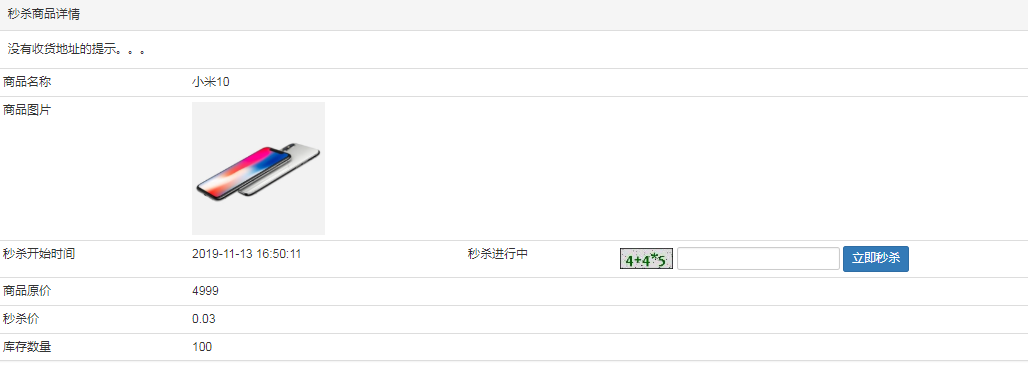 秒杀商品详情
没有收货地址的提示。。。
商品名称 小米10
商品图片
秒杀开始时间 2019-11-13 16:50:11 秒杀进行中 4+4*5 立即秒杀
商品原价 4999
秒杀价 0.03
库存数量 100